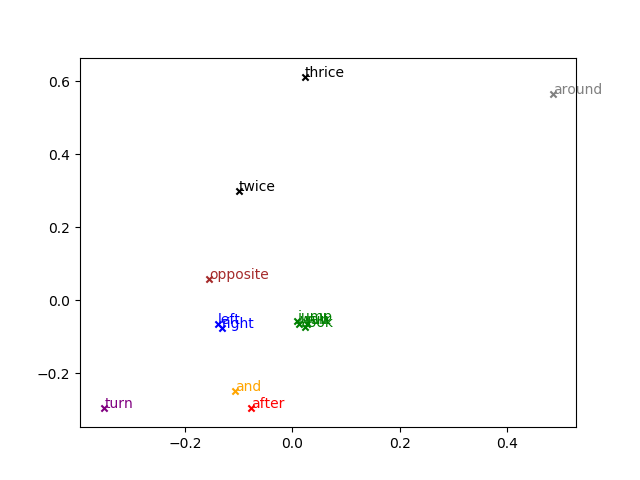 thrice
around
0.6
0.4
twice
0.2
opposite
0.0
left
right
jump
look
−0.2
and
turn
after
−0.2
0.0
0.2
0.4